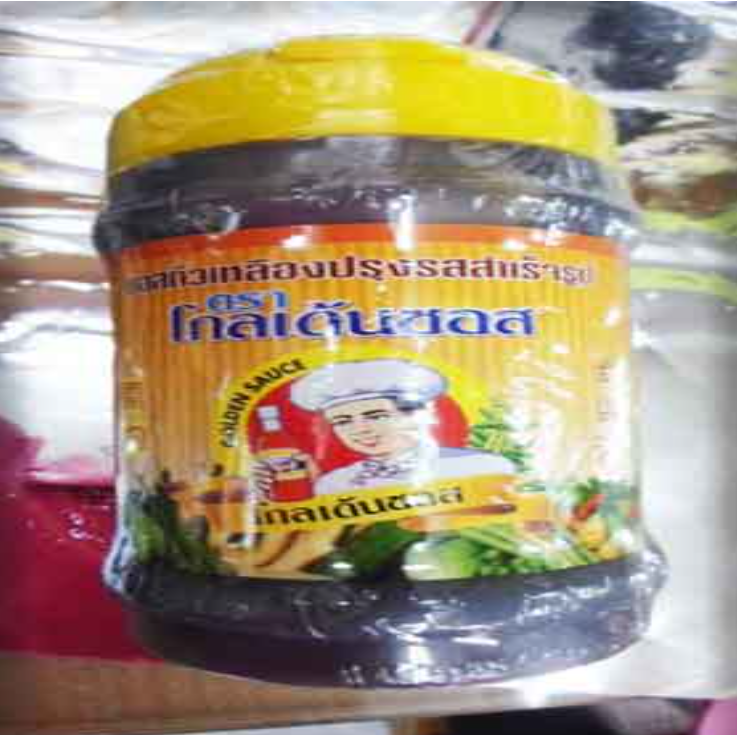 ซอสถั่วเหลืองปรุงรสสำเร็จรูป
ตรา
โกลเด้นซอส
GOLDEN SAUCE
โกลเด้นซอส